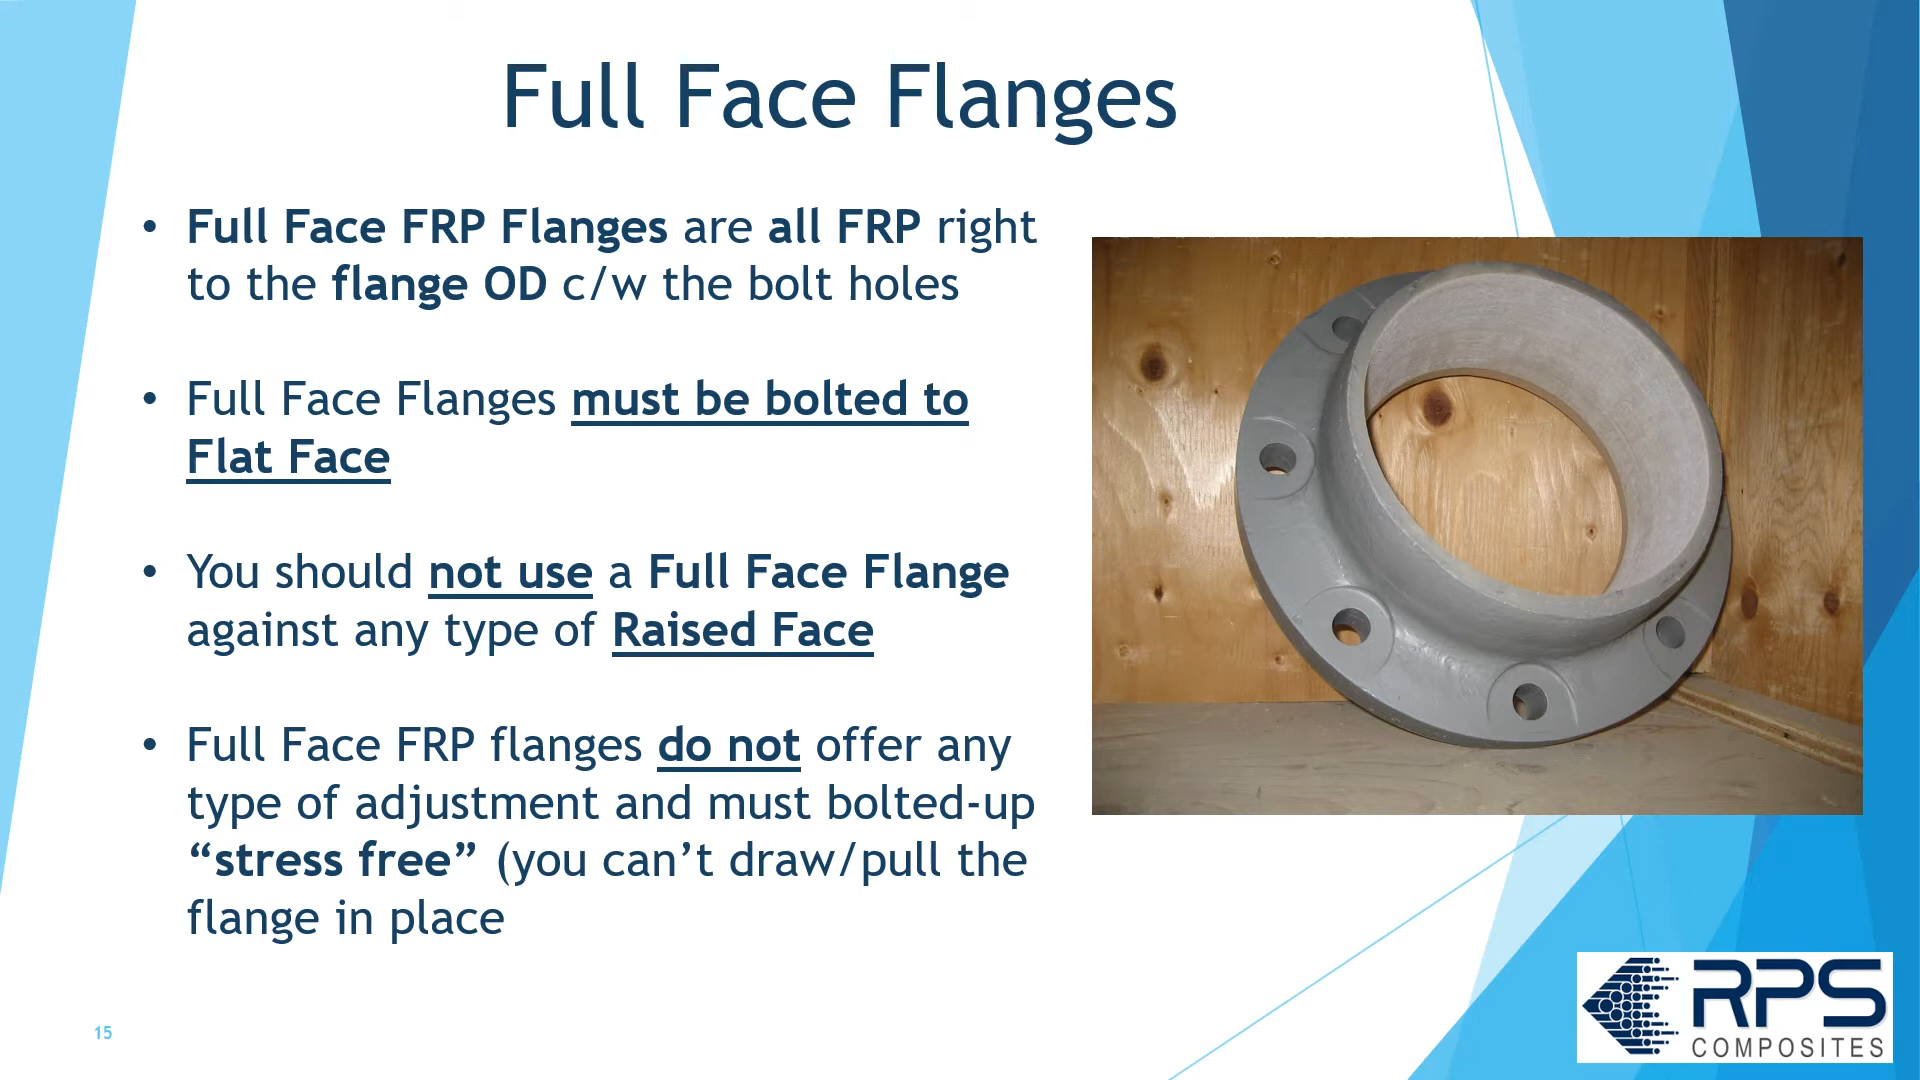 Full Face Flanges
• Full Face FRP Flanges are all FRP right
to the flange OD c/w the bolt holes
• Full Face Flanges must be bolted to
Flat Face
• You should not use a Full Face Flange
against any type of Raised Face
• Full Face FRP flanges do not offer any
type of adjustment and must bolted-up
“stress free” (you can’t draw/pull the
flange in place
15
RPS
COMPOSITES